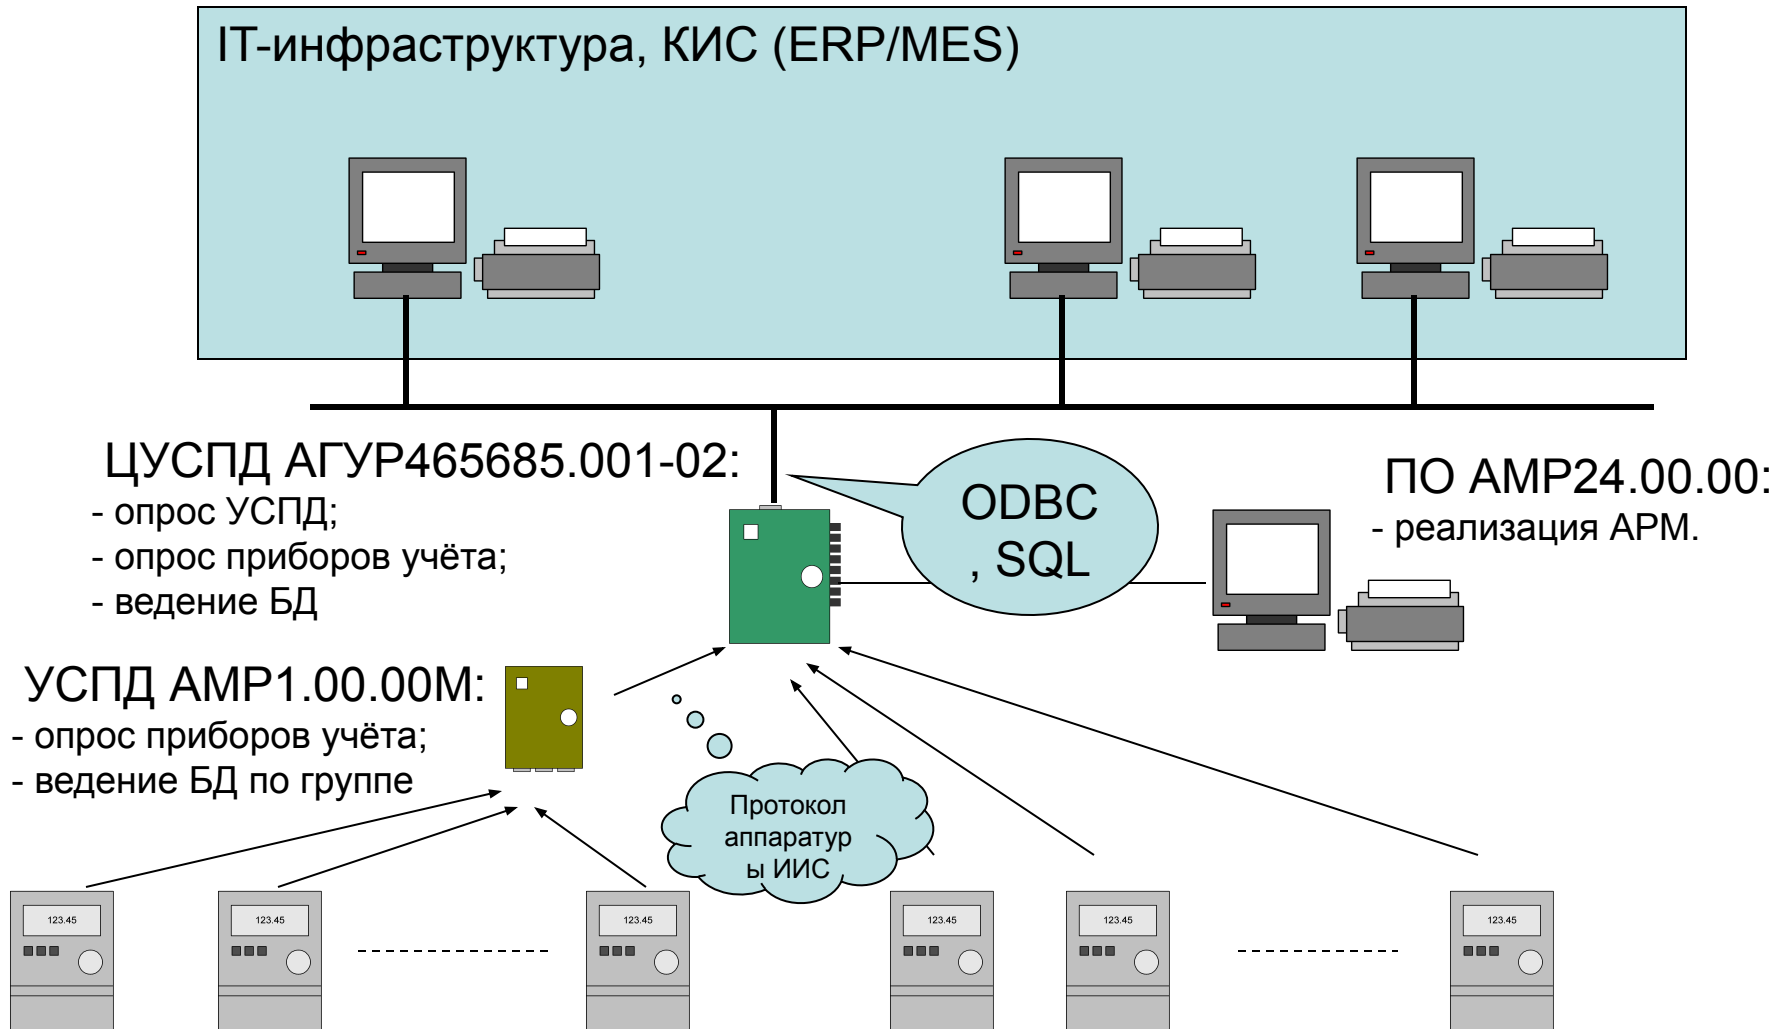 IT-инфраструктура, КИС (ERP/MES)
ЦУСПД АГУР465685.001-02:
- опрос УСПД;
- опрос приборов учёта;
- ведение БД
ODBC
, SQL
ПО АМР24.00.00:
- реализация АРМ.
УСПД АМР1.00.00М:
- опрос приборов учёта;
- ведение БД по группе
Протокол
аппаратур
ы ИИС
123.45
123.45
123.45
123.45
123.45
123.45